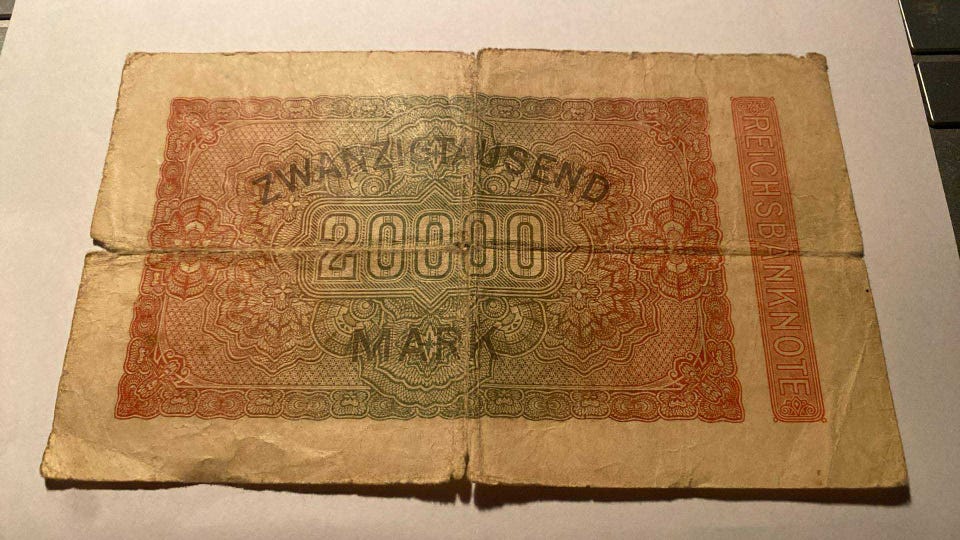 ZWANZIGTAUSEND
20000
MARK
REICHSBANKNOTE